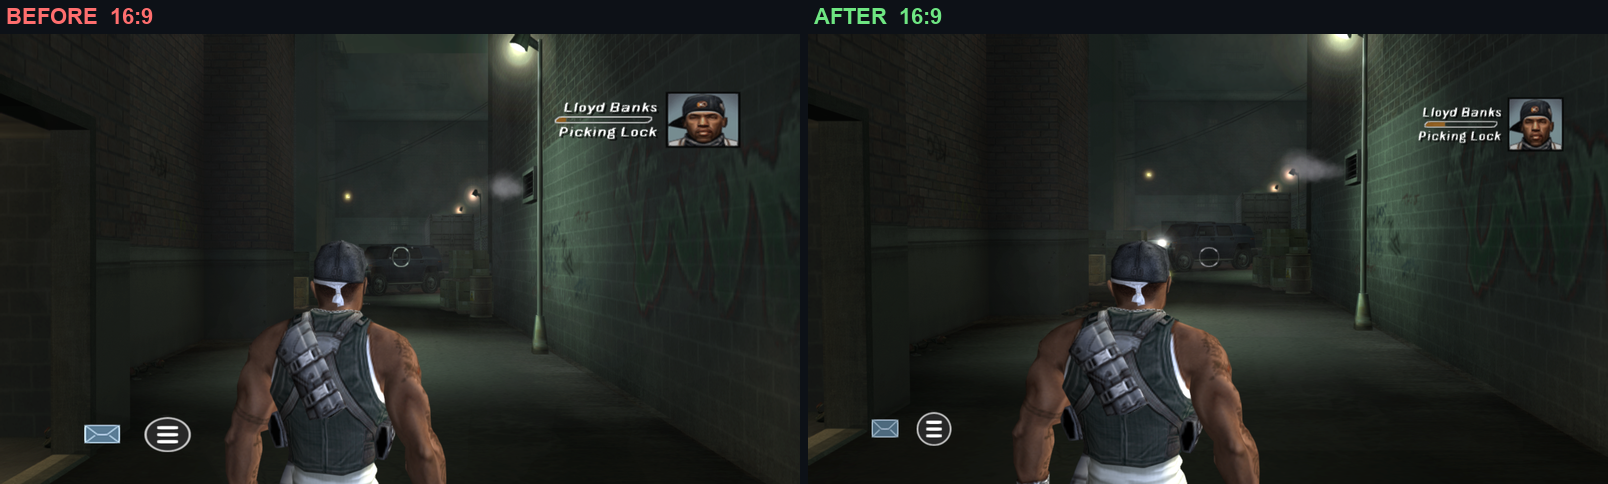 BEFORE 16:9
AFTER 16:9
Lloyd Banks
Picking Lock
Lloyd Banks
Picking Lock